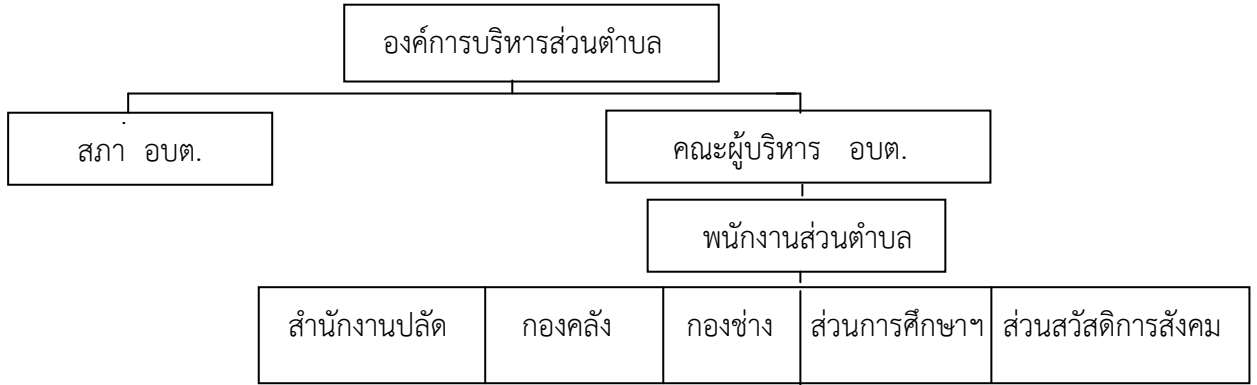 องค์การบริหารส่วนตำบล
สภา อบต.
คณะผู้บริหาร อบต.
พนักงานส่วนตำบล
สำนักงานปลัด
กองคลัง
กองช่าง
ส่วนการศึกษาฯ
ส่วนสวัสดิการสังคม